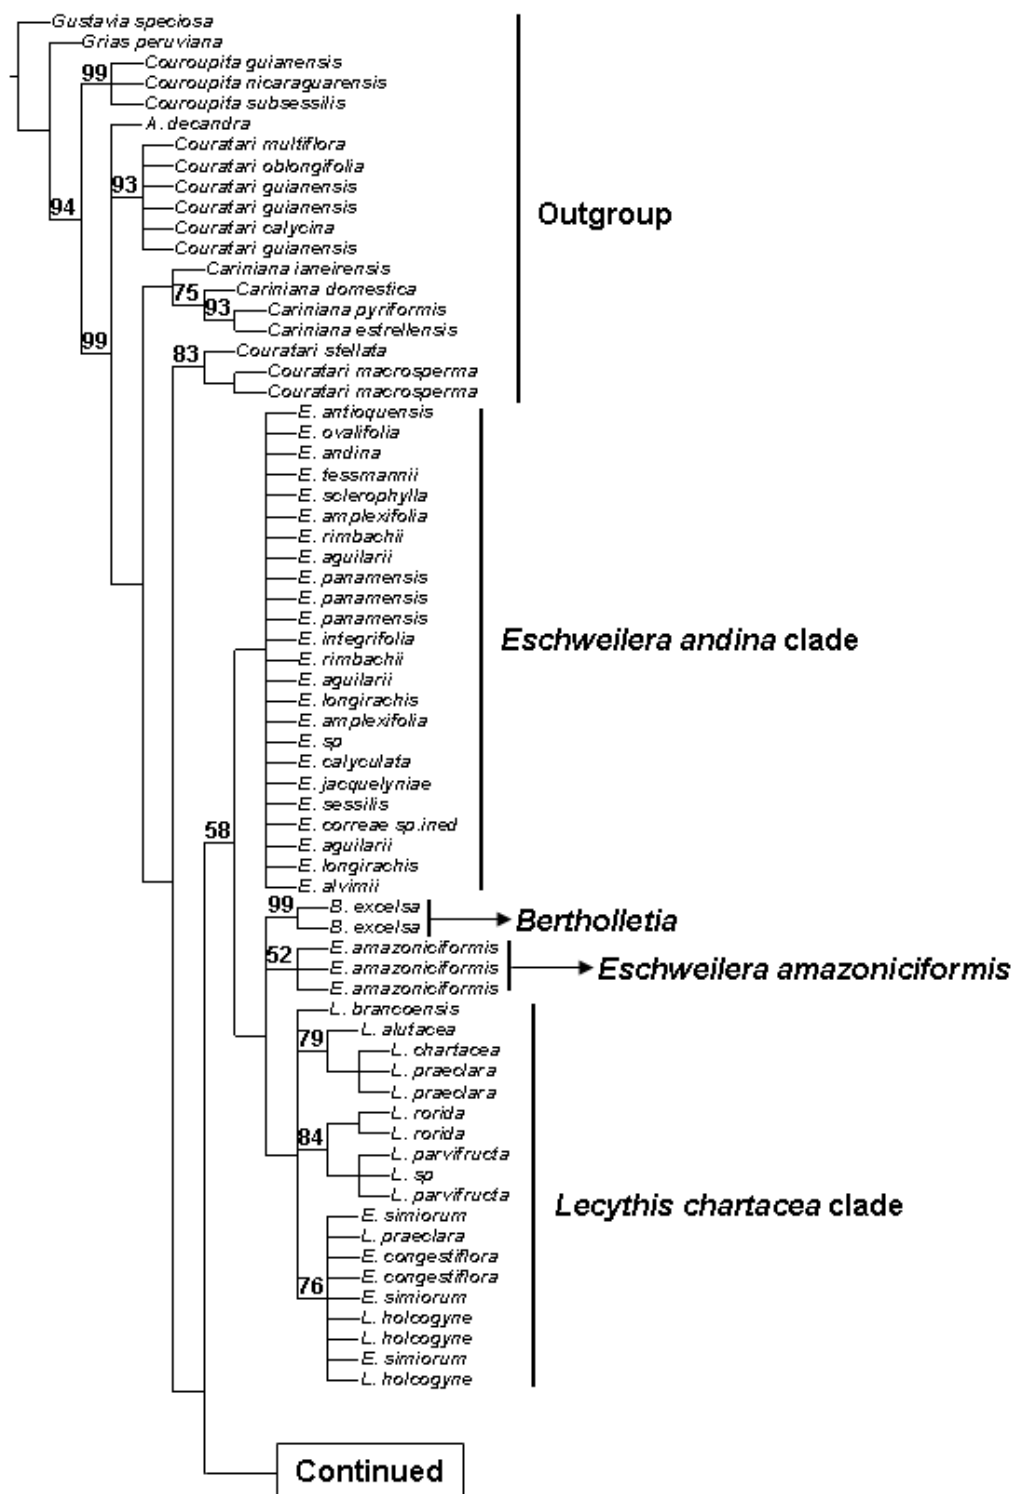 Gustavia speciosa
Grias peruviana
99
Couroupita guianensis
Couroupita nicaraguarensis
Couroupita subsessilis
A. decandra
Couratari multiflora
Couratari oblongifolia
93
Couratari guianensis
94
Couratari guianensis
Outgroup
Couratari calycina
Couratari guianensis
Cariniana ianeirensis
75
Cariniana domestica
93
Cariniana pyriformis
Cariniana estrellensis
99
83
Couratari stellata
Couratari macrosperma
Couratari macrosperma
E. antioquensis
E. ovalifolia
E. andina
E. tessmannii
E. sclerophylla
E. amplexifolia
E. rimbachii
E. aguilarii
E. panamensis
E. panamensis
E. panamensis
E. integrifolia
Eschweilera andina clade
E. rimbachii
E. aguilarii
E. longirachis
E. amplexifolia
E. sp
E. calyculata
E. jacquelyniae
E. sessilis
E. correae sp.ined
58
E. aguilarii
E. longirachis
E. alvimii
99
B. excelsa
B. excelsa
Bertholletia
E. amazoniciformis
52
E. amazoniciformis
Eschweilera amazoniciformis
E. amazoniciformis
L. brancoensis
L. alutacea
79
L. chartacea
L. praeclara
L. praeclara
L. rorida
84
L. rorida
L. parvifructa
L. sp
L. parvifructa
Lecythis chartacea clade
E. simiorum
L. praeclara
E. congestiflora
E. congestiflora
76
E. simiorum
L. holcogyne
L. holcogyne
E. simiorum
L. holcogyne
Continued